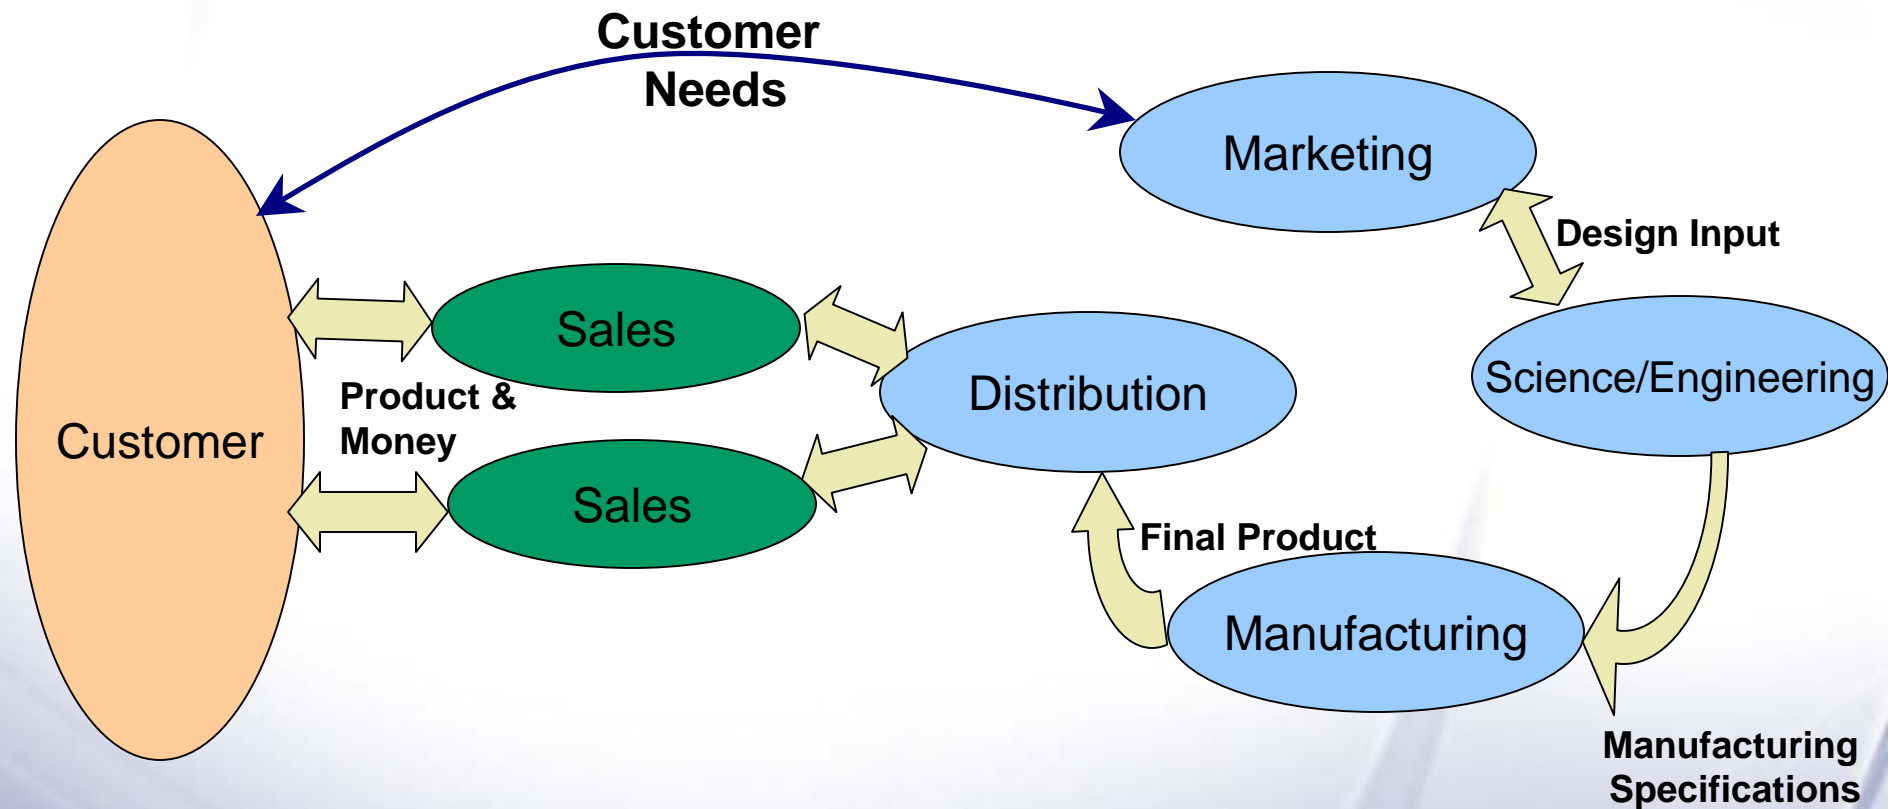 Customer
Needs
Marketing
Design Input
Sales
Science/Engineering
Distribution
Product &
Money
Customer
Sales
Final Product
Manufacturing
Manufacturing
Specifications